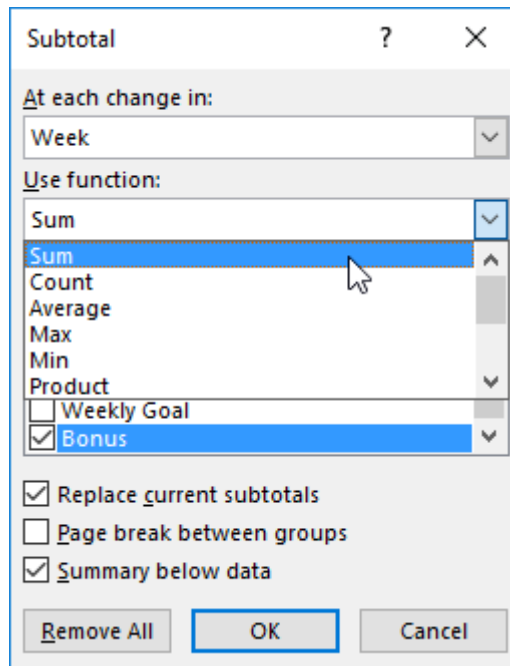 Subtotal ? ×
At each change in:
Week
Use function:
Sum
Sum
Count
Average
Max
Min
Product
Weekly Goal
Bonus
Replace current subtotals
Page break between groups
Summary below data
Remove All OK Cancel